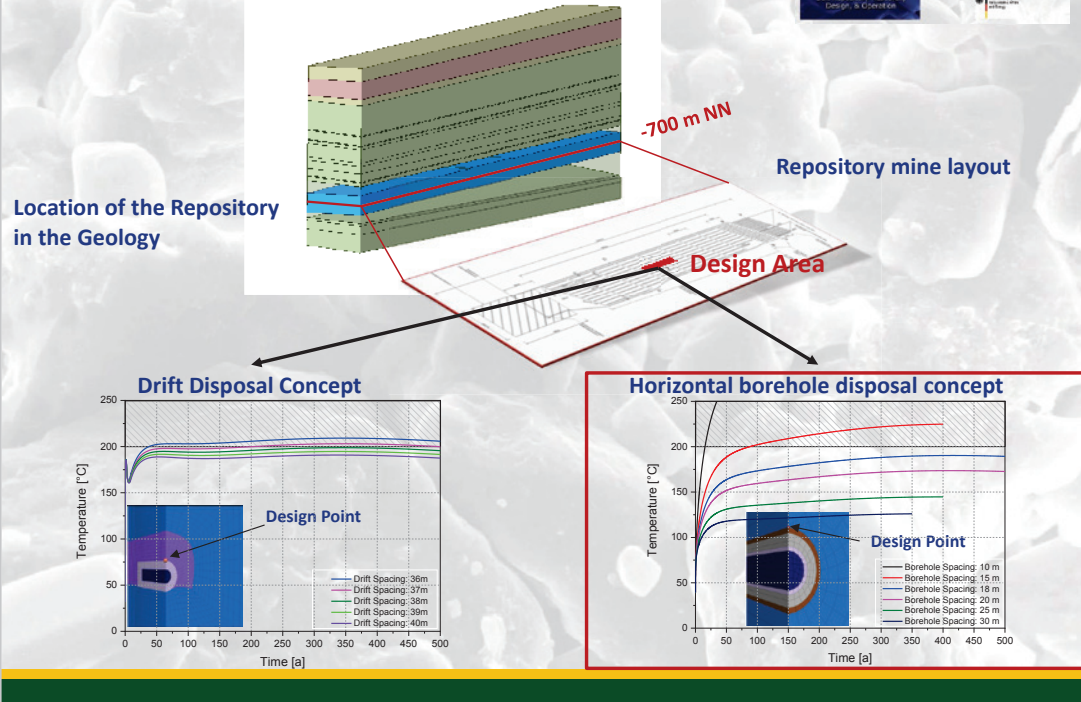 Design, & Operation
-700 m NN
Repository mine layout
Location of the Repository
in the Geology
Design Area
Drift Disposal Concept
250
200
150
100
50
0
Temperature [°C]
Design Point
Drift Spacing: 36m
Drift Spacing: 37m
Drift Spacing: 38m
Drift Spacing: 39m
Drift Spacing: 40m
0 50 100 150 200 250 300 350 400 450 500
Time [a]
Horizontal borehole disposal concept
250
200
150
100
50
0
Temperature [°C]
Design Point
Borehole Spacing: 10 m
Borehole Spacing: 15 m
Borehole Spacing: 18 m
Borehole Spacing: 20 m
Borehole Spacing: 25 m
Borehole Spacing: 30 m
0 50 100 150 200 250 300 350 400 450 500
Time [a]